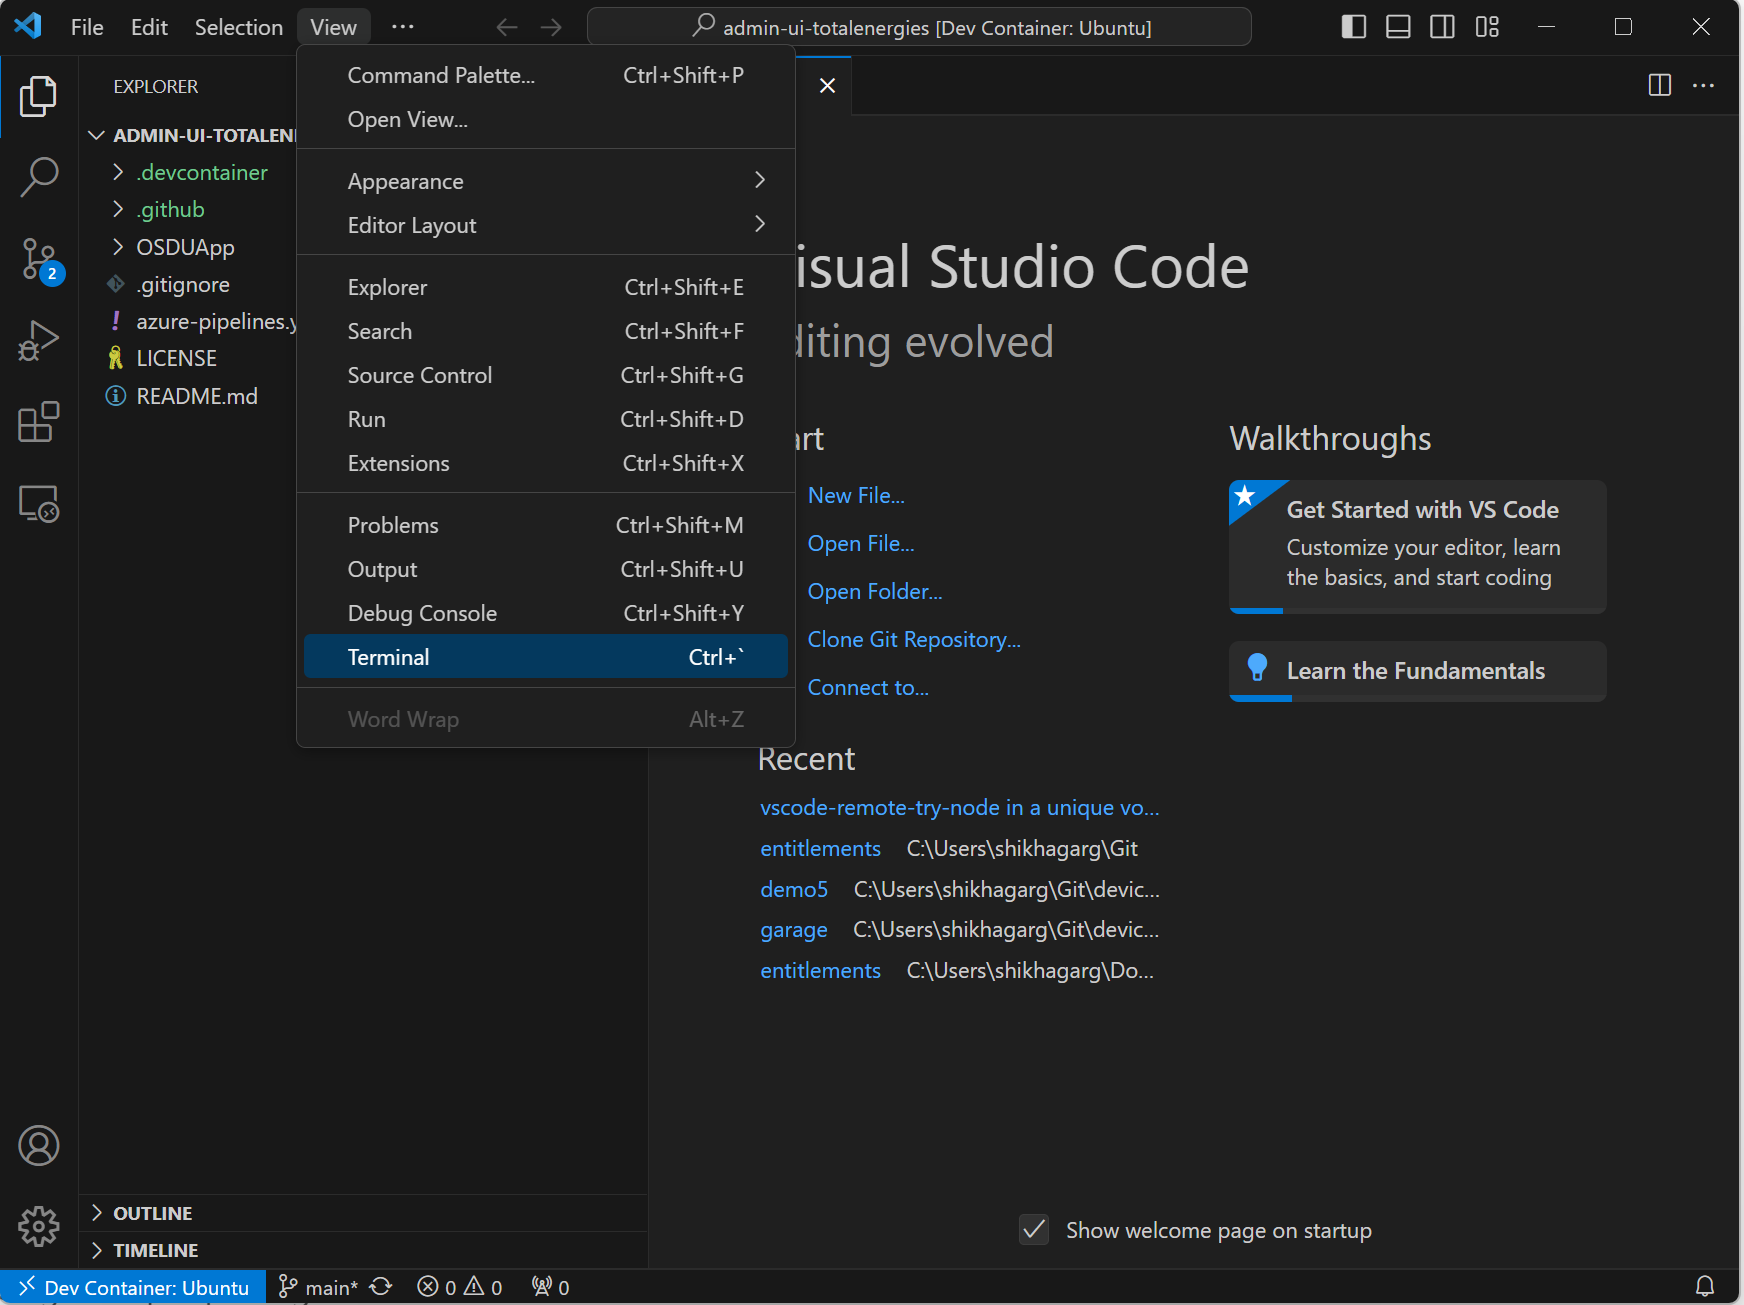 File Edit Selection View ··· admin-ui-totalenergies [Dev Container: Ubuntu]
EXPLORER
ADMIN-UI-TOTALEN
.devcontainer
.github
OSDUApp
.gitignore
azure-pipelines.y
LICENSE
README.md
2
Command Palette... Ctrl+Shift+P
Open View...
Appearance
Editor Layout
Explorer Ctrl+Shift+E
Search Ctrl+Shift+F
Source Control Ctrl+Shift+G
Run Ctrl+Shift+D
Extensions Ctrl+Shift+X
Problems Ctrl+Shift+M
Output Ctrl+Shift+U
Debug Console Ctrl+Shift+Y
Terminal Ctrl+`
Word Wrap Alt+Z
isual Studio Code
diting evolved
art
New File...
Open File...
Open Folder...
Clone Git Repository...
Connect to...
Recent
vscode-remote-try-node in a unique vo...
entitlements C:\Users\shikhagarg\Git
demo5 C:\Users\shikhagarg\Git\devic...
garage C:\Users\shikhagarg\Git\devic...
entitlements C:\Users\shikhagarg\Do...
Walkthroughs
Get Started with VS Code
Customize your editor, learn
the basics, and start coding
Learn the Fundamentals
Show welcome page on startup
OUTLINE
TIMELINE
Dev Container: Ubuntu main* 0 0 0